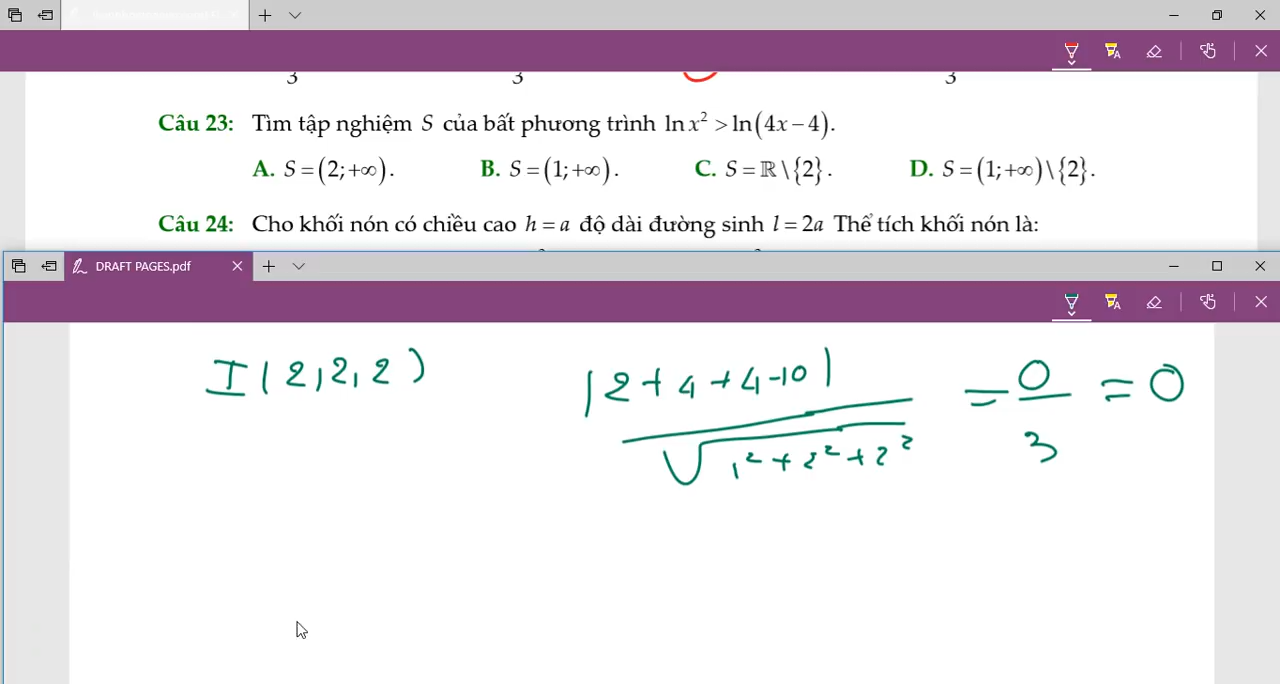 3 3 3
Câu 23: Tìm tập nghiệm S của bất phương trình ln x² > ln(4x − 4).
A. S = (2; +∞). B. S = (1; +∞). C. S = ℝ \ {2}. D. S = (1; +∞) \ {2}.
Câu 24: Cho khối nón có chiều cao h = a độ dài đường sinh l = 2a Thể tích khối nón là:
DRAFT PAGES.pdf
I(2,2,2) |2+4+4-10| / √(1²+2²+2²) = 0/3 = 0